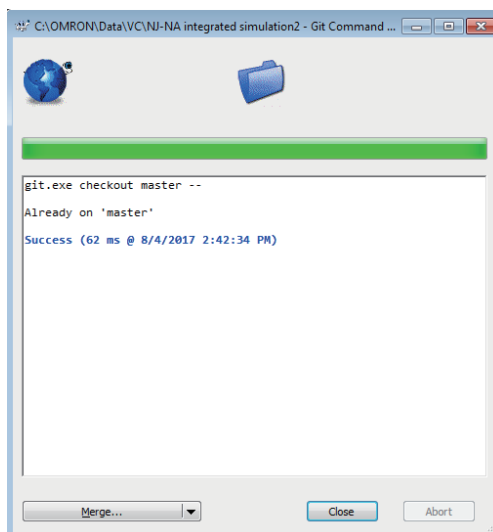 C:\OMRON\Data\VC\NJ-NA integrated simulation2 - Git Command ...
git.exe checkout master --
Already on 'master'
Success (62 ms @ 8/4/2017 2:42:34 PM)
Merge...
Close
Abort